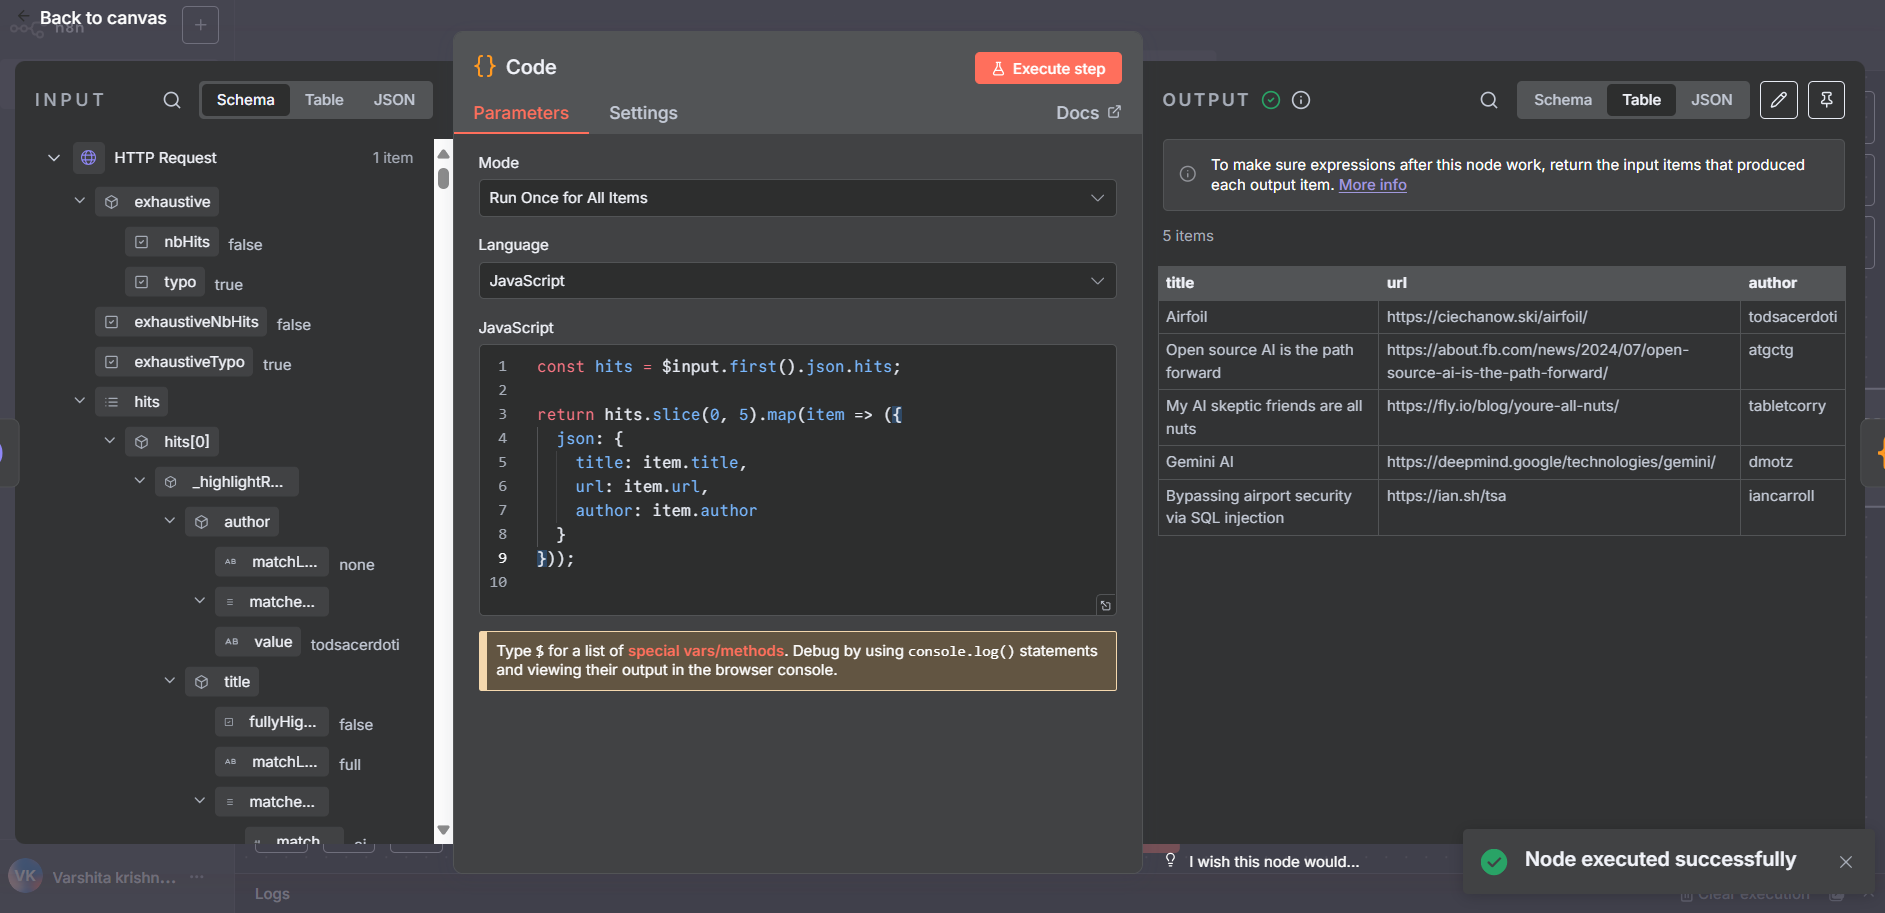 Back to canvas
n8n
INPUT
Schema
Table
JSON
HTTP Request
1 item
exhaustive
nbHits
false
typo
true
exhaustiveNbHits
false
exhaustiveTypo
true
hits
hits[0]
_highlightR...
author
AB matchL...
none
matche...
AB value
todsacerdoti
title
fullyHig...
false
AB matchL...
full
matche...
match
ai
VK
Varshita krishn...
{} Code
Execute step
Parameters
Settings
Docs
Mode
Run Once for All Items
Language
JavaScript
JavaScript
1 const hits = $input.first().json.hits;
2
3 return hits.slice(0, 5).map(item => ({
4 json: {
5 title: item.title,
6 url: item.url,
7 author: item.author
8 }
9 }));
10
Type $ for a list of special vars/methods. Debug by using console.log() statements
and viewing their output in the browser console.
Logs
OUTPUT
Schema
Table
JSON
To make sure expressions after this node work, return the input items that produced
each output item. More info
5 items
title url author
Airfoil https://ciechanow.ski/airfoil/ todsacerdoti
Open source AI is the path
forward
https://about.fb.com/news/2024/07/open-
source-ai-is-the-path-forward/
atgctg
My AI skeptic friends are all
nuts
https://fly.io/blog/youre-all-nuts/
tabletcorry
Gemini AI https://deepmind.google/technologies/gemini/ dmotz
Bypassing airport security
via SQL injection
https://ian.sh/tsa
iancarroll
I wish this node would...
Node executed successfully
Clear execution